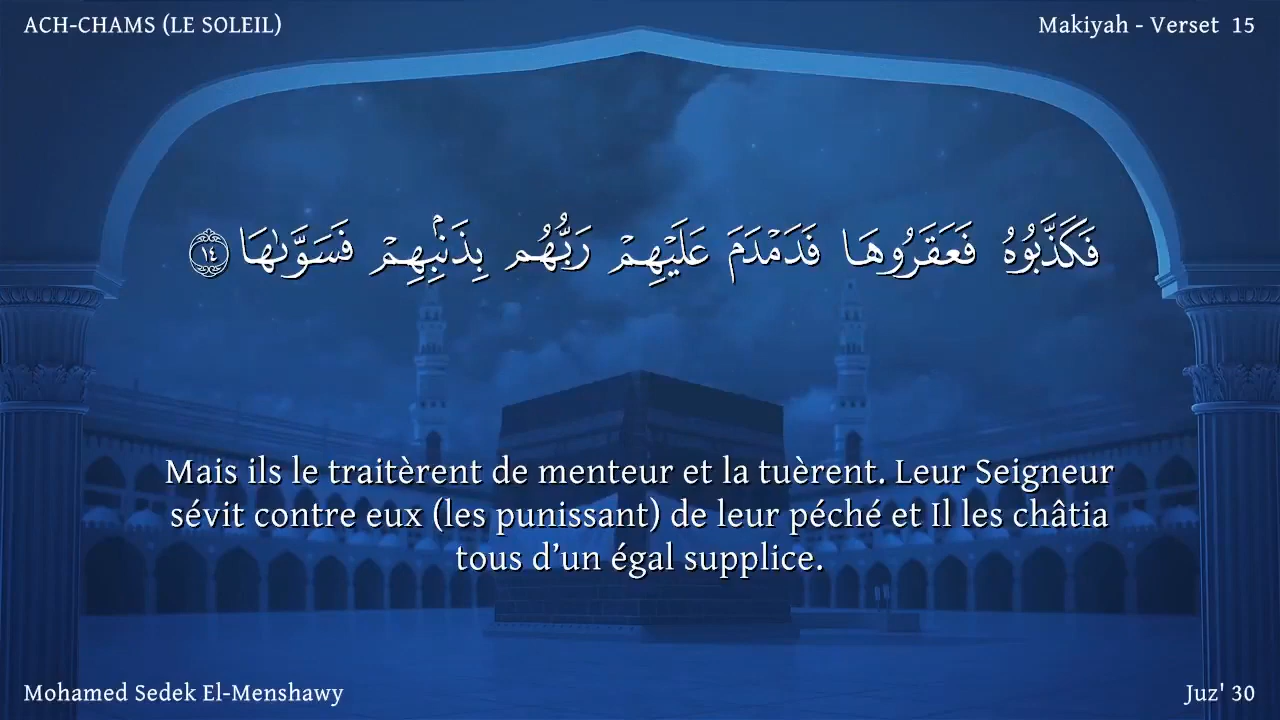 ACH-CHAMS (LE SOLEIL)
Makiyah - Verset 15
فَكَذَّبُوهُ فَعَقَرُوهَا فَدَمْدَمَ عَلَيْهِمْ رَبُّهُم بِذَنۢبِهِمْ فَسَوَّىٰهَا ١٤
Mais ils le traitèrent de menteur et la tuèrent. Leur Seigneur
sévit contre eux (les punissant) de leur péché et Il les châtia
tous d’un égal supplice.
Mohamed Sedek El-Menshawy
Juz' 30